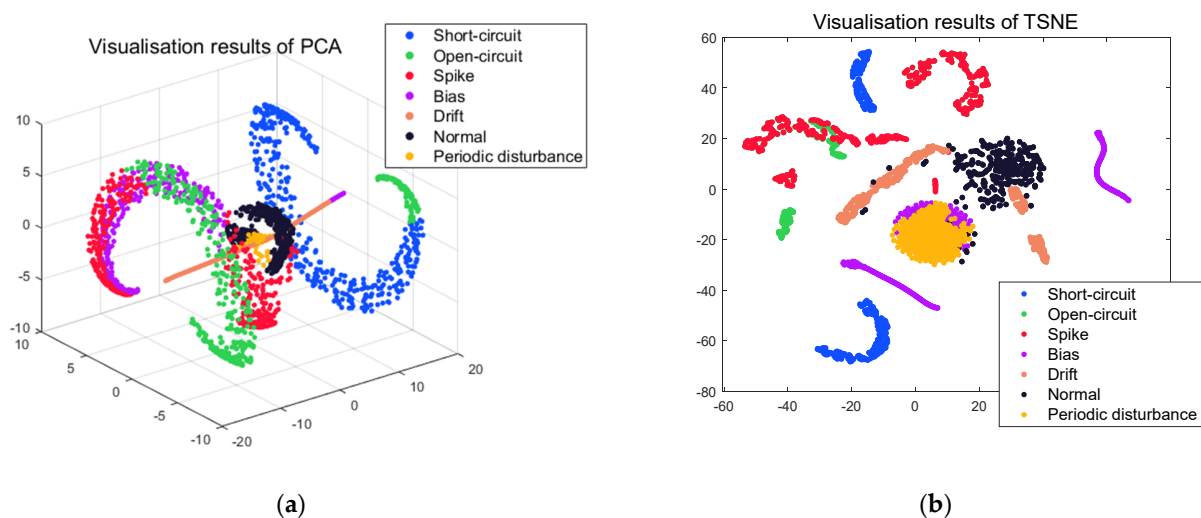 Visualisation results of PCA
Short-circuit
Open-circuit
Spike
Bias
Drift
Normal
Periodic disturbance
10
5
0
-5
-10
10
5
0
-5
-10
-20
-10
0
10
20
(a)
Visualisation results of TSNE
60
40
20
0
-20
-40
-60
-80
-60
-40
-20
0
20
Short-circuit
Open-circuit
Spike
Bias
Drift
Normal
Periodic disturbance
(b)